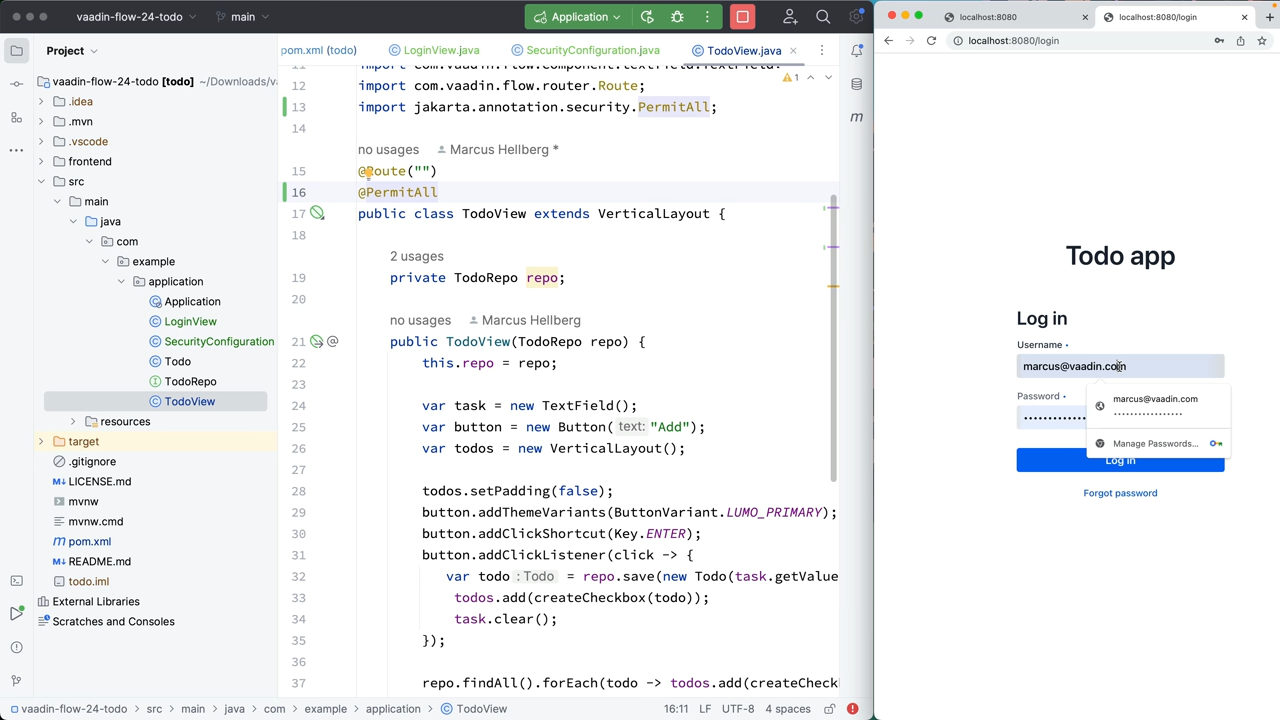 vaadin-flow-24-todo
main
Application
Project
vaadin-flow-24-todo [todo] ~/Downloads/va
.idea
.mvn
.vscode
frontend
src
main
java
com
example
application
Application
LoginView
SecurityConfiguration
Todo
TodoRepo
TodoView
resources
target
.gitignore
LICENSE.md
mvnw
mvnw.cmd
pom.xml
README.md
todo.iml
External Libraries
Scratches and Consoles
pom.xml (todo)
LoginView.java
SecurityConfiguration.java
TodoView.java
1
11 import com.vaadin.flow.component.textfield.TextField;
12 import com.vaadin.flow.router.Route;
13 import jakarta.annotation.security.PermitAll;
14
no usages Marcus Hellberg *
15 @Route("")
16 @PermitAll
17 public class TodoView extends VerticalLayout {
18
2 usages
19 private TodoRepo repo;
20
no usages Marcus Hellberg
21 public TodoView(TodoRepo repo) {
22 this.repo = repo;
23
24 var task = new TextField();
25 var button = new Button( text: "Add");
26 var todos = new VerticalLayout();
27
28 todos.setPadding(false);
29 button.addThemeVariants(ButtonVariant.LUMO_PRIMARY);
30 button.addClickShortcut(Key.ENTER);
31 button.addClickListener(click -> {
32 var todo : Todo = repo.save(new Todo(task.getValue
33 todos.add(createCheckbox(todo));
34 task.clear();
35 });
36
37 repo.findAll().forEach(todo -> todos.add(createCheck
vaadin-flow-24-todo > src > main > java > com > example > application > TodoView
16:11 LF UTF-8 4 spaces
localhost:8080
localhost:8080/login
localhost:8080/login
Todo app
Log in
Username •
marcus@vaadin.com
Password •
marcus@vaadin.com
Manage Passwords...
Log in
Forgot password